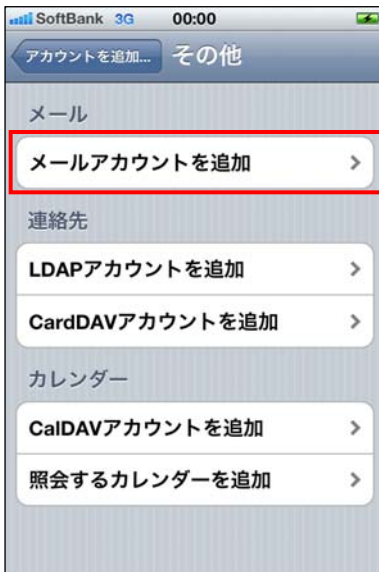 SoftBank 3G 00:00
アカウントを追加... その他
メール
メールアカウントを追加
連絡先
LDAPアカウントを追加
CardDAVアカウントを追加
カレンダー
CalDAVアカウントを追加
照会するカレンダーを追加